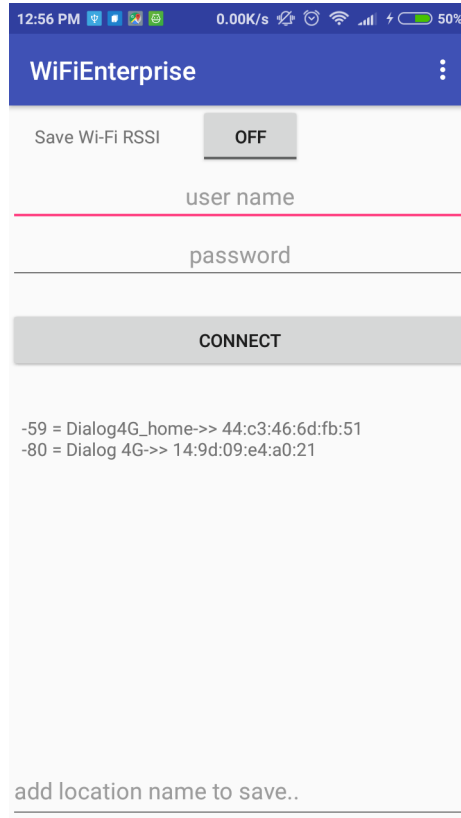 12:56 PM 0.00K/s 50%
WiFiEnterprise
Save Wi-Fi RSSI OFF
user name
password
CONNECT
-59 = Dialog4G_home->> 44:c3:46:6d:fb:51
-80 = Dialog 4G->> 14:9d:09:e4:a0:21
add location name to save..